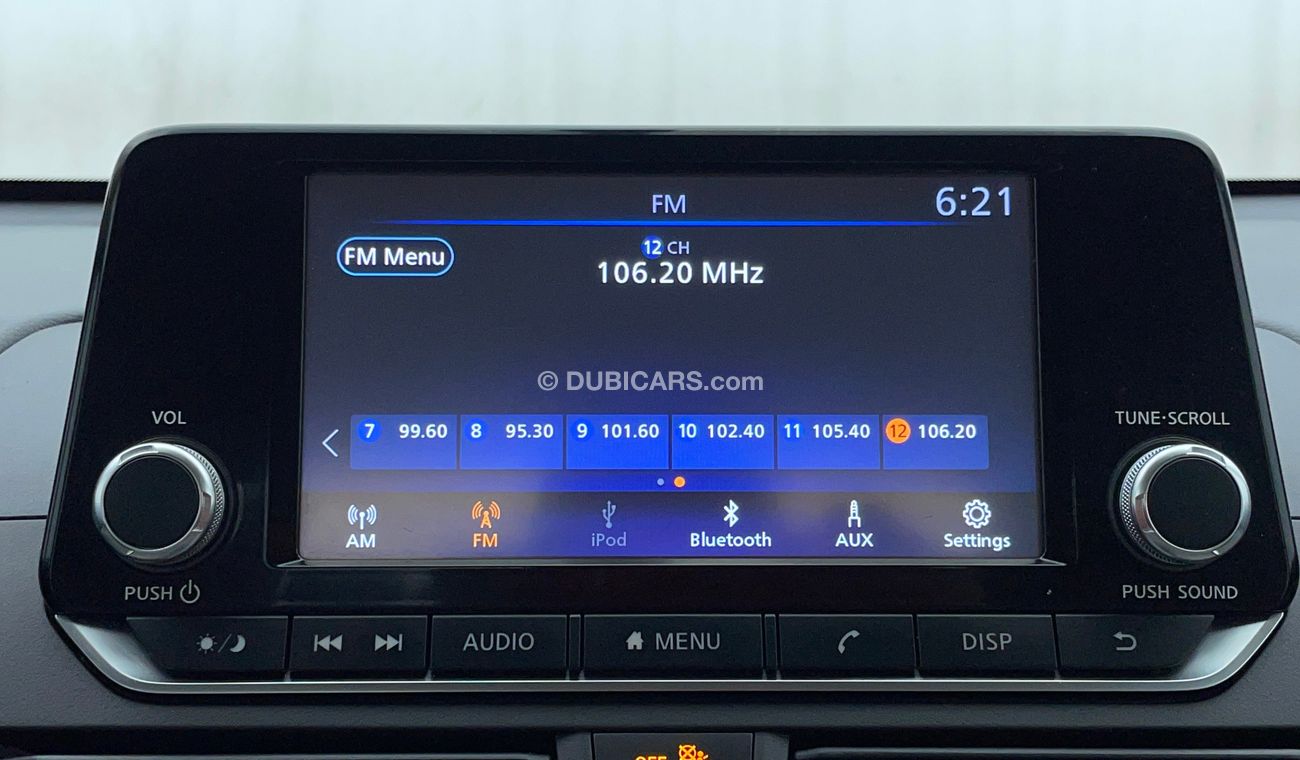 FM
6:21
FM Menu
12 CH
106.20 MHz
© DUBICARS.com
7 99.60 8 95.30 9 101.60 10 102.40 11 105.40 12 106.20
AM FM iPod Bluetooth AUX Settings
VOL
TUNE·SCROLL
PUSH
PUSH SOUND
AUDIO MENU DISP
OFF